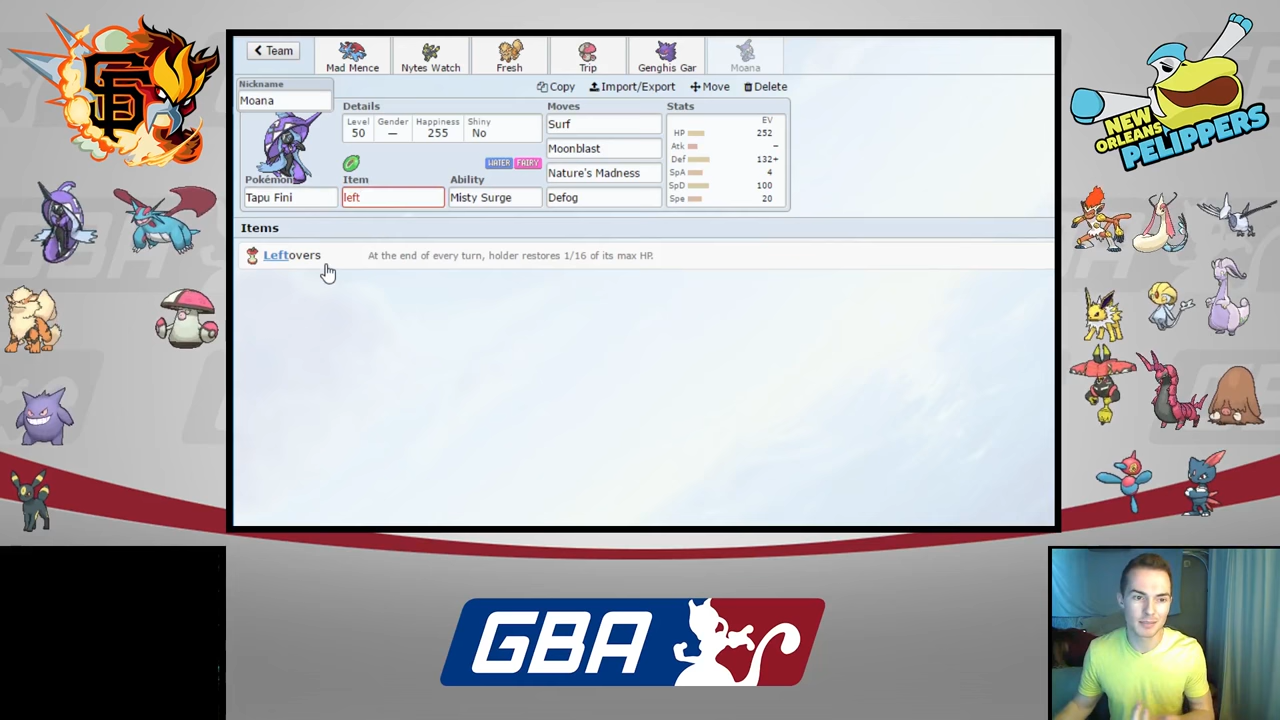 Team
Mad Mence
Nytes Watch
Fresh
Trip
Genghis Gar
Moana
Copy
Import/Export
Move
Delete
Nickname
Moana
Details
Level
50
Gender
—
Happiness
255
Shiny
No
WATER FAIRY
Pokémon
Tapu Fini
Item
left
Ability
Misty Surge
Moves
Surf
Moonblast
Nature's Madness
Defog
Stats
EV
HP 252
Atk –
Def 132+
SpA 4
SpD 100
Spe 20
Items
Leftovers At the end of every turn, holder restores 1/16 of its max HP.
SF
NEW
ORLEANS
PELIPPERS
GBA